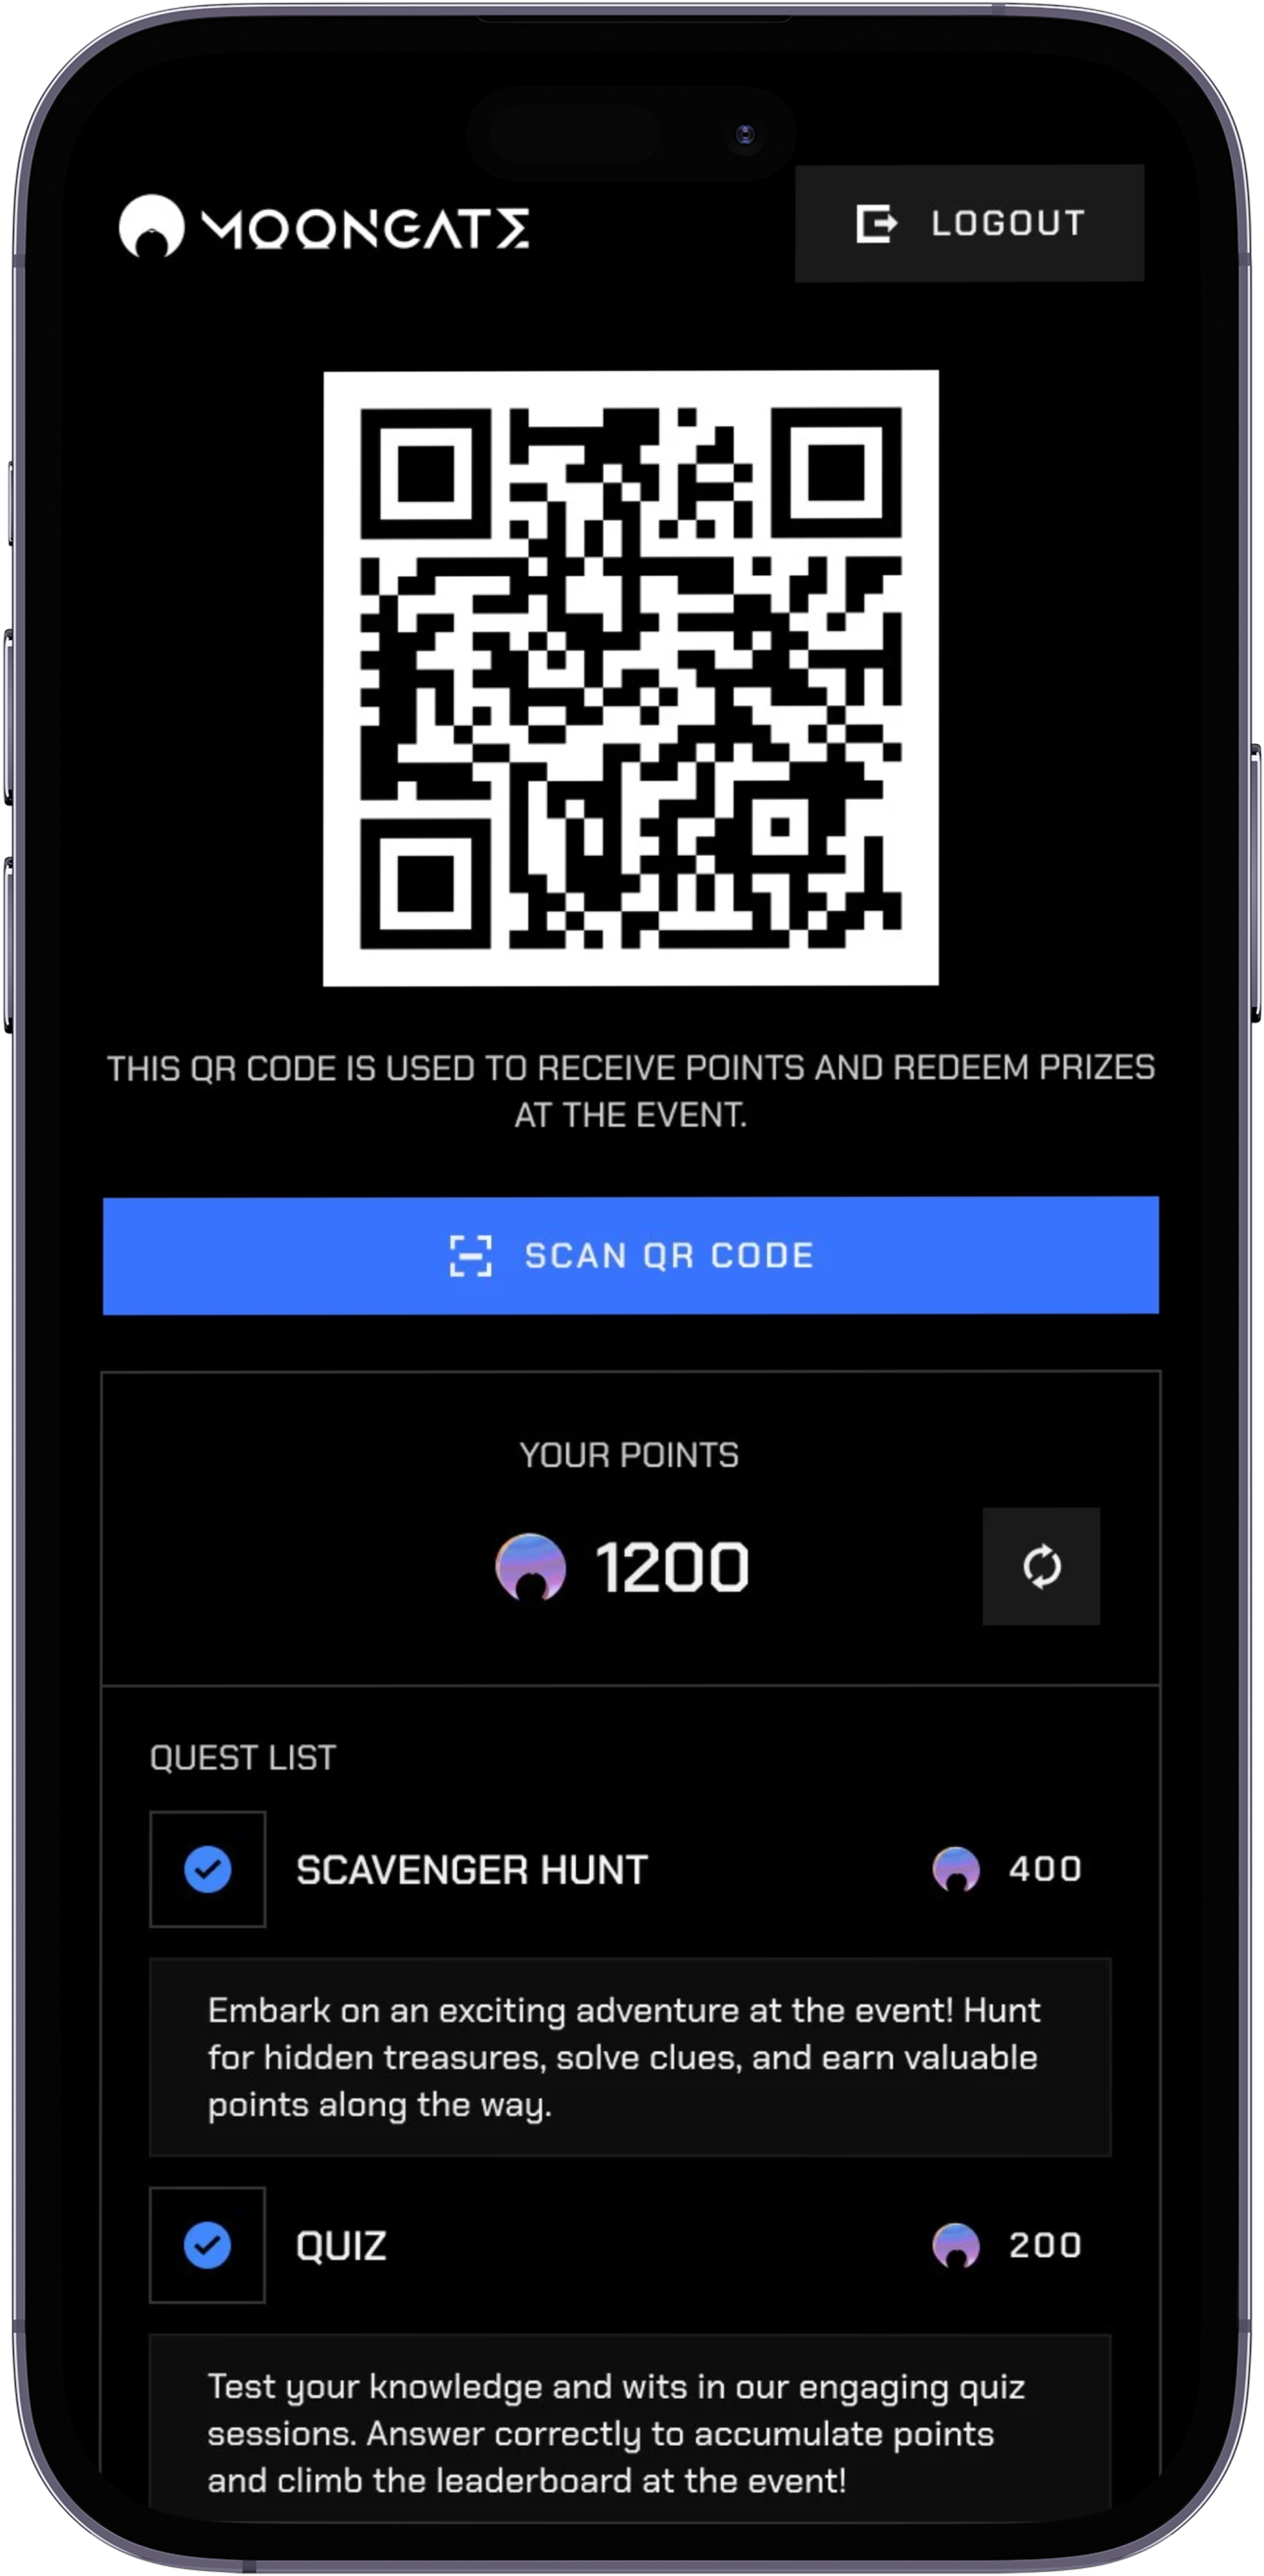 MOONGATE
LOGOUT
THIS QR CODE IS USED TO RECEIVE POINTS AND REDEEM PRIZES
AT THE EVENT.
SCAN QR CODE
YOUR POINTS
1200
QUEST LIST
SCAVENGER HUNT 400
Embark on an exciting adventure at the event! Hunt
for hidden treasures, solve clues, and earn valuable
points along the way.
QUIZ 200
Test your knowledge and wits in our engaging quiz
sessions. Answer correctly to accumulate points
and climb the leaderboard at the event!